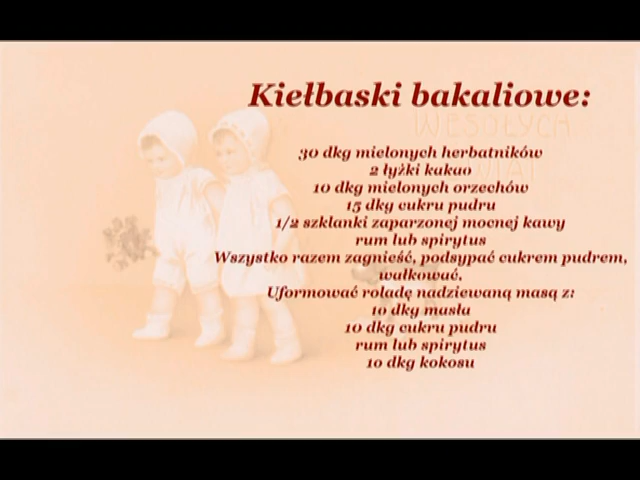 Kiełbaski bakaliowe:
WESOŁYCH
30 dkg mielonych herbatników
2 łyżki kakao
10 dkg mielonych orzechów
15 dkg cukru pudru
1/2 szklanki zaparzonej mocnej kawy
rum lub spirytus
Wszystko razem zagnieść, podsypać cukrem pudrem,
wałkować.
Uformować roladę nadziewaną masą z:
10 dkg masła
10 dkg cukru pudru
rum lub spirytus
10 dkg kokosu